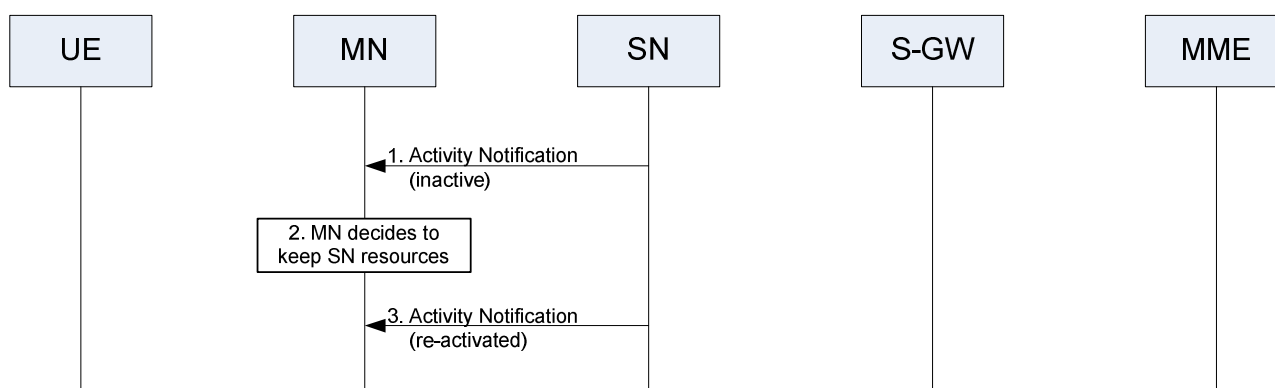 UE
MN
SN
S-GW
MME
1. Activity Notification
(inactive)
2. MN decides to
keep SN resources
3. Activity Notification
(re-activated)